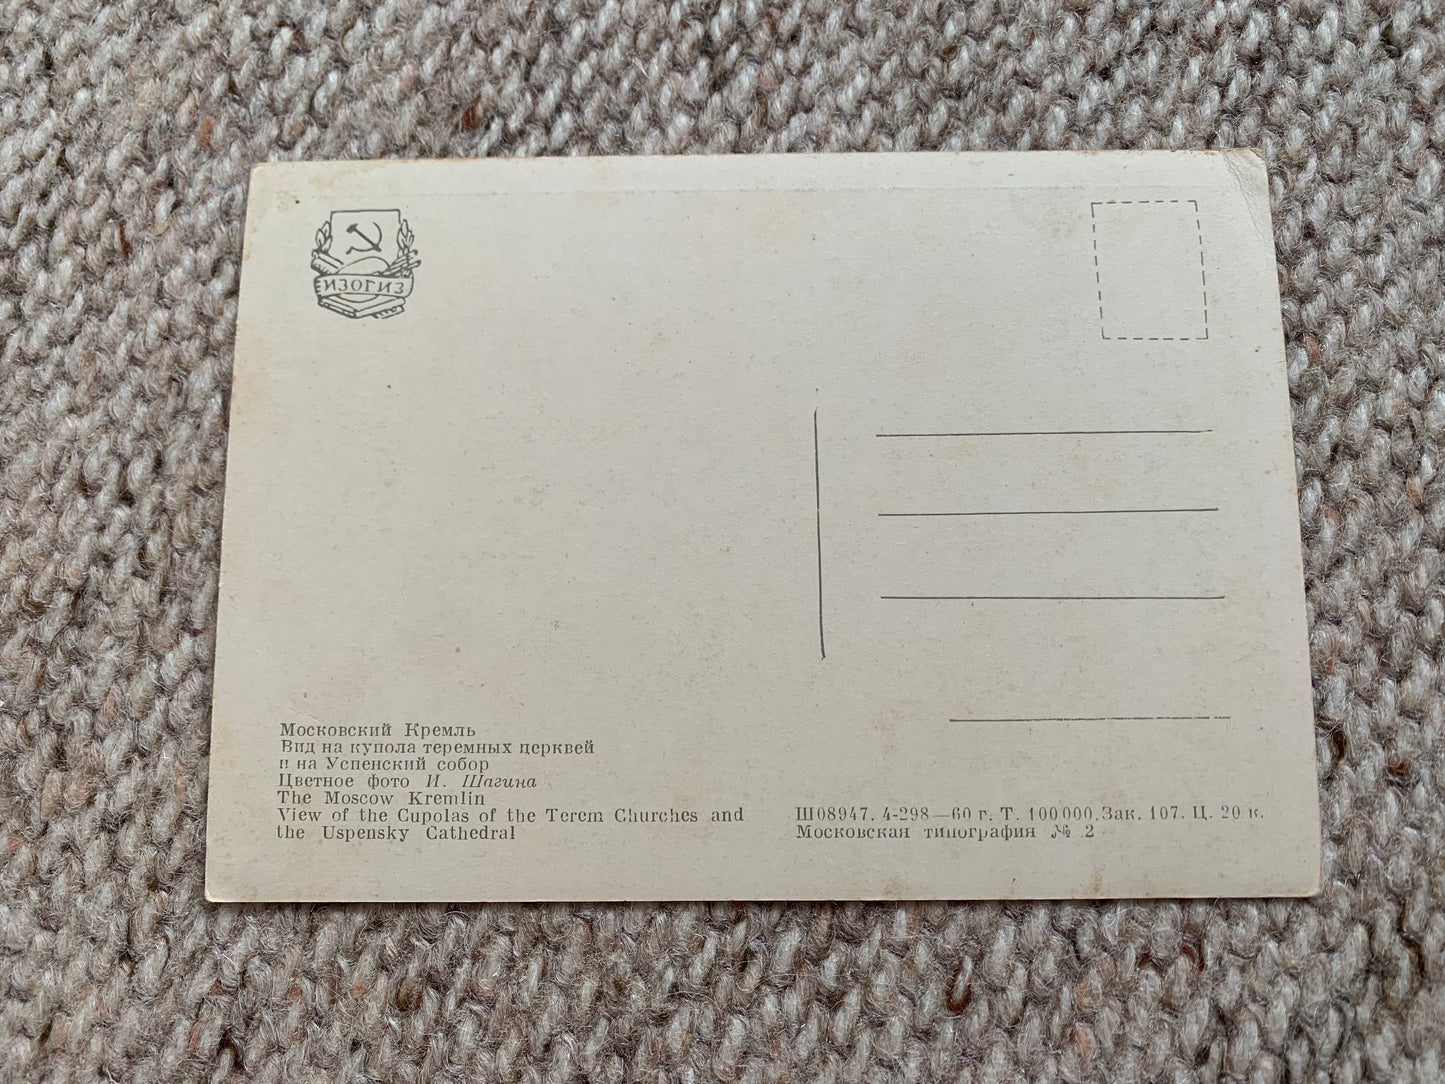 ИЗОГИЗ
Московский Кремль
Вид на купола теремных церквей
и на Успенский собор
Цветное фото И. Шагина
The Moscow Kremlin
View of the Cupolas of the Terem Churches and
the Uspensky Cathedral
Ш08947. 4-298—60 г. Т. 100 000. Зак. 107. Ц. 20 к.
Московская типография № 2